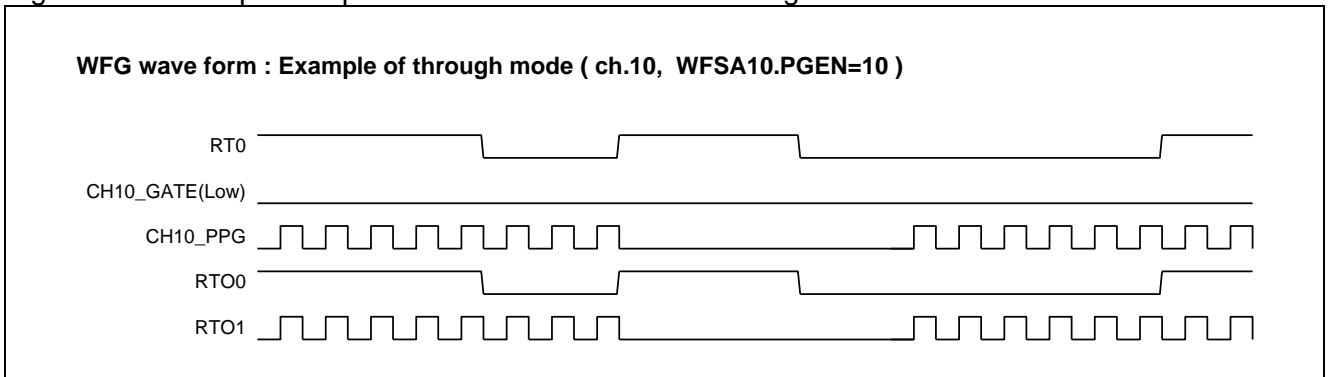 WFG wave form : Example of through mode ( ch.10, WFSA10.PGEN=10 )
RT0
CH10_GATE(Low)
CH10_PPG
RTO0
RTO1